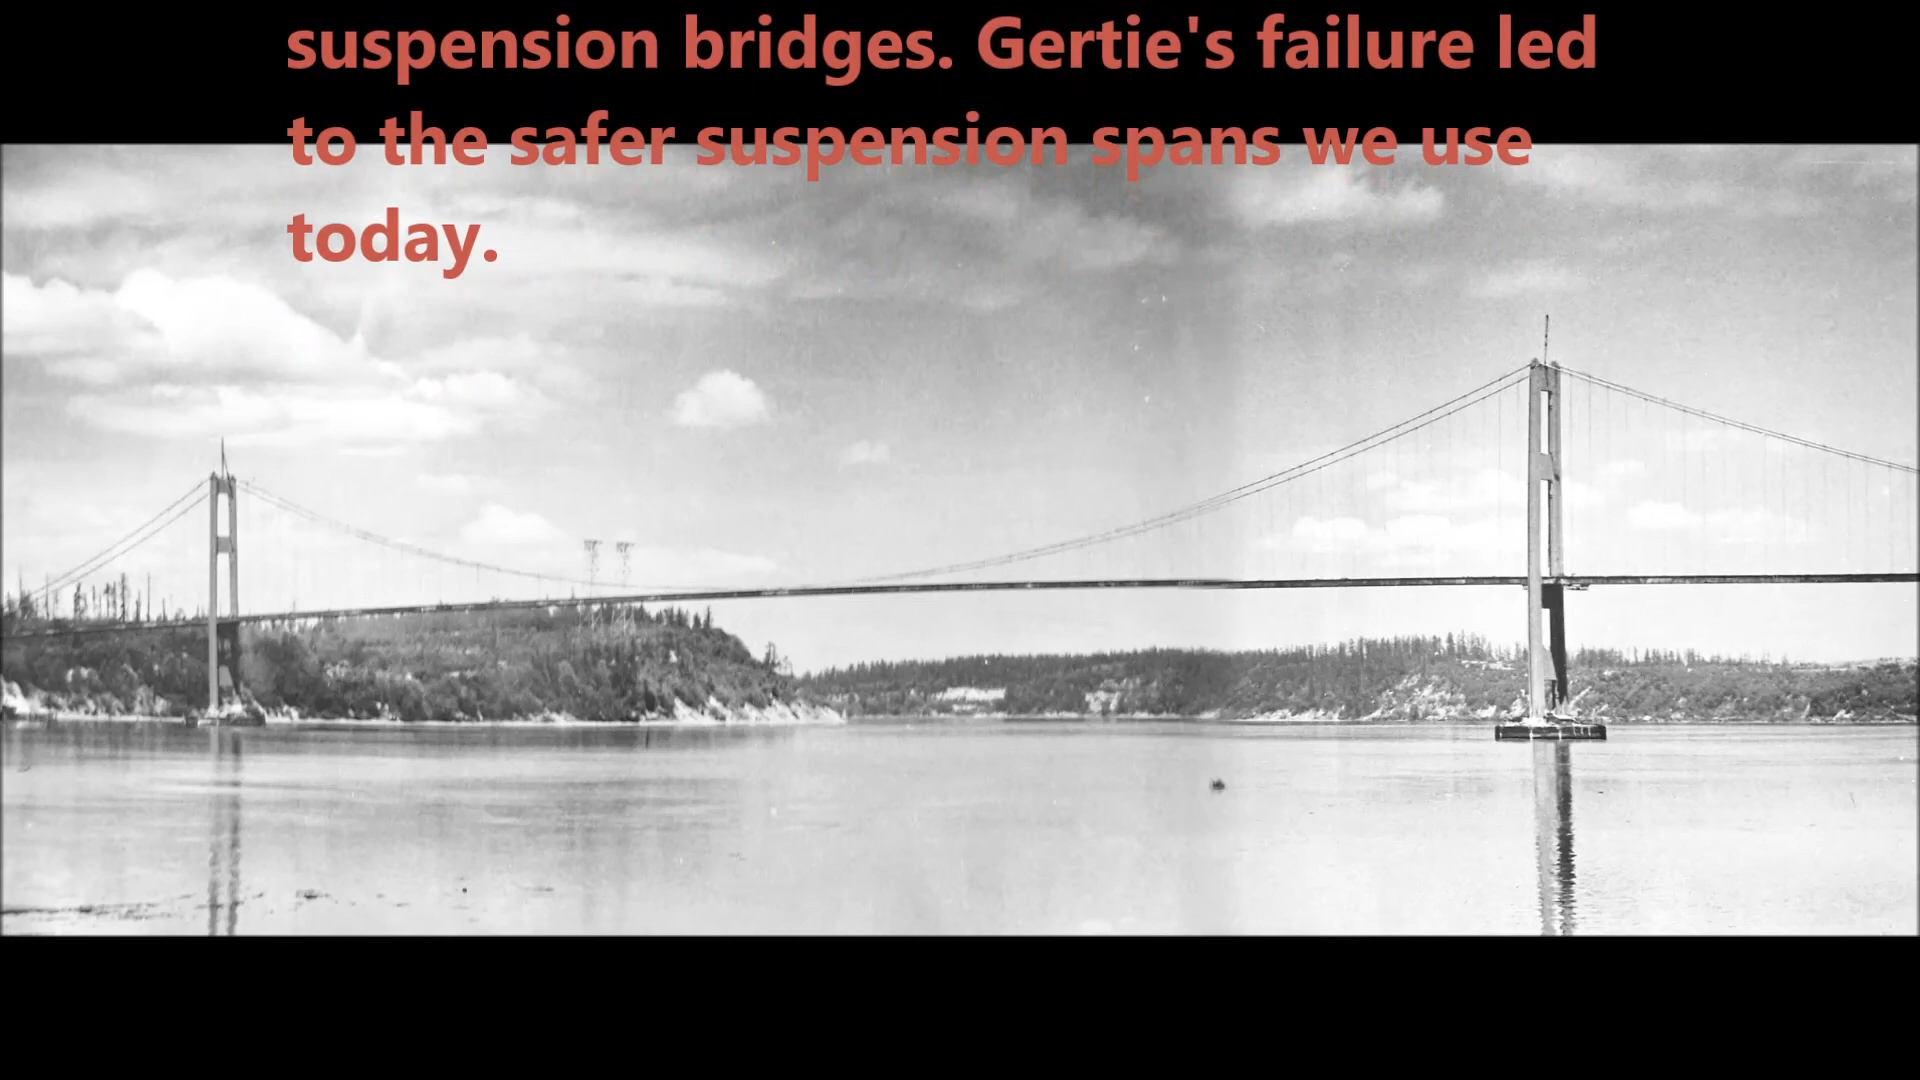 suspension bridges. Gertie's failure led
to the safer suspension spans we use
today.